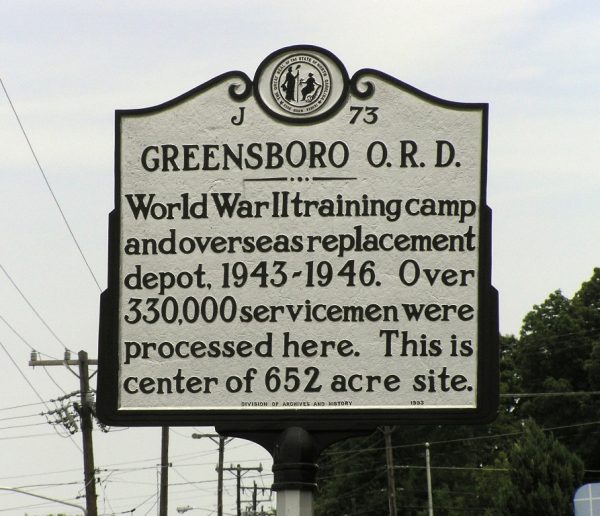 J 73
GREENSBORO O. R. D.
World War II training camp
and overseas replacement
depot, 1943-1946. Over
330,000 servicemen were
processed here. This is
center of 652 acre site.
DIVISION OF ARCHIVES AND HISTORY 1993